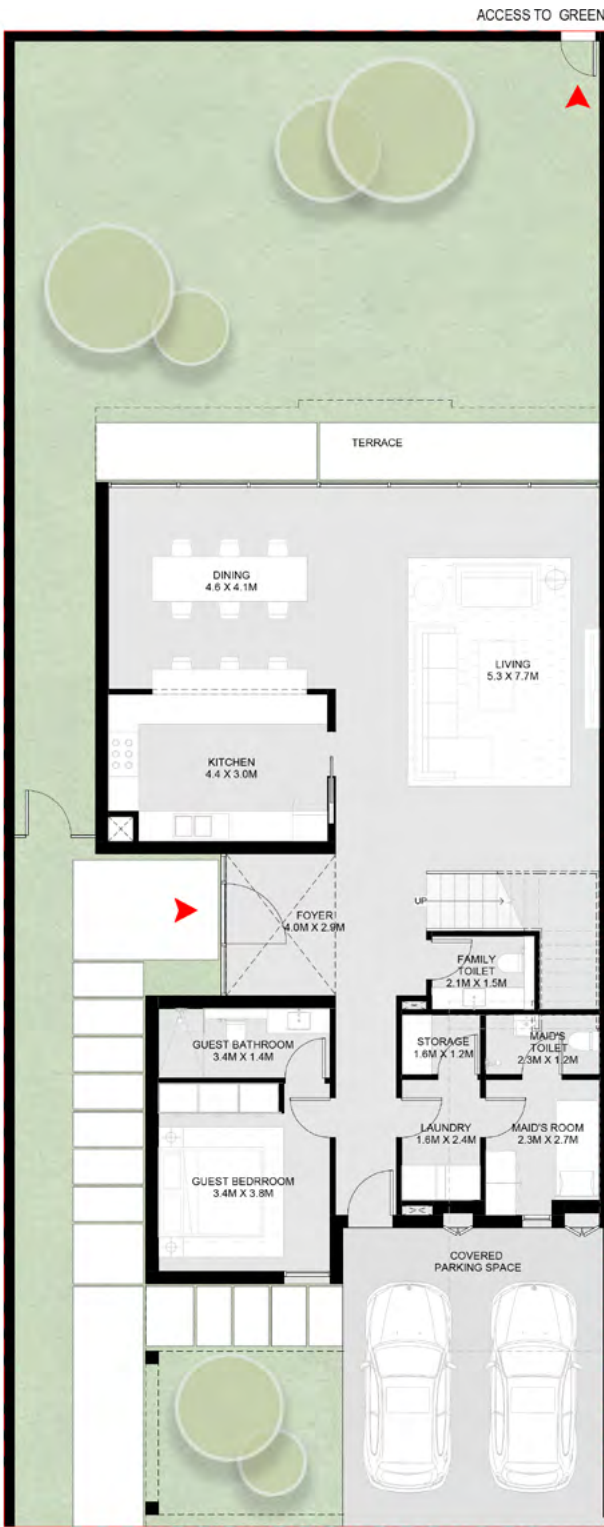 ACCESS TO GREEN
TERRACE
DINING
4.6 X 4.1M
LIVING
5.3 X 7.7M
KITCHEN
4.4 X 3.0M
UP
FOYER
4.0M X 2.9M
FAMILY
TOILET
2.1M X 1.5M
GUEST BATHROOM
3.4M X 1.4M
STORAGE
1.6M X 1.2M
MAID'S
TOILET
2.3M X 1.2M
LAUNDRY
1.6M X 2.4M
MAID'S ROOM
2.3M X 2.7M
GUEST BEDRROOM
3.4M X 3.8M
COVERED
PARKING SPACE